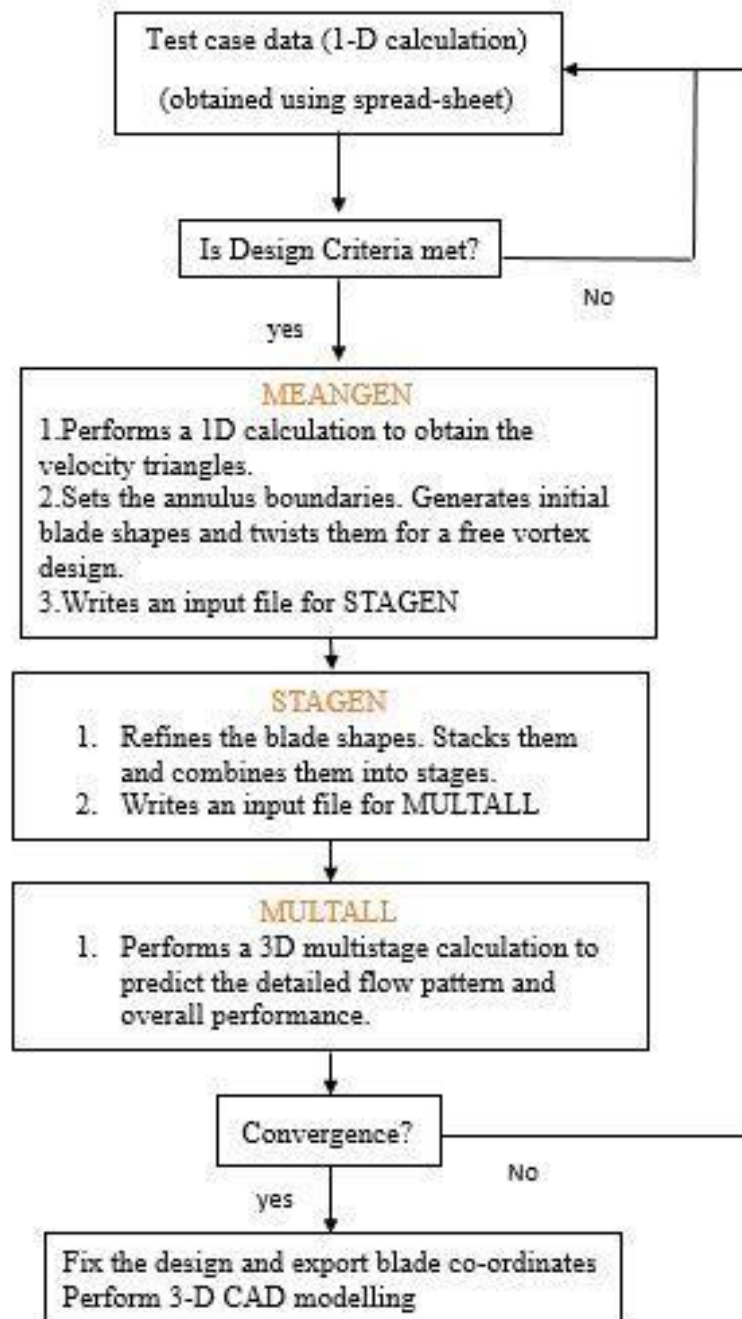 Test case data (1-D calculation)
(obtained using spread-sheet)
Is Design Criteria met?
No
yes
MEANGEN
1.Performs a 1D calculation to obtain the
velocity triangles.
2.Sets the annulus boundaries. Generates initial
blade shapes and twists them for a free vortex
design.
3.Writes an input file for STAGEN
STAGEN
1. Refines the blade shapes. Stacks them
and combines them into stages.
2. Writes an input file for MULTALL
MULTALL
1. Performs a 3D multistage calculation to
predict the detailed flow pattern and
overall performance.
Convergence?
No
yes
Fix the design and export blade co-ordinates
Perform 3-D CAD modelling